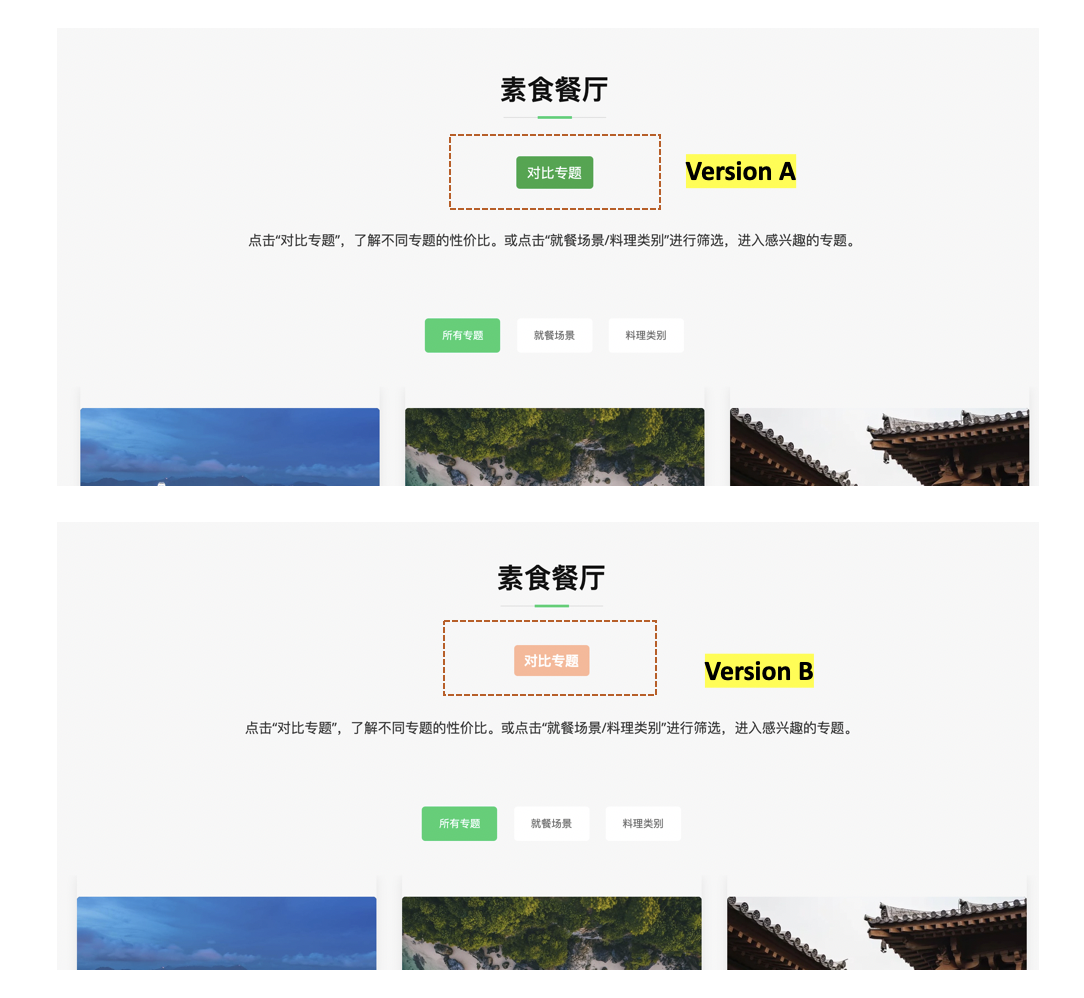 素食餐厅
对比专题
Version A
点击“对比专题”，了解不同专题的性价比。或点击“就餐场景/料理类别”进行筛选，进入感兴趣的专题。
所有专题
就餐场景
料理类别
素食餐厅
对比专题
Version B
点击“对比专题”，了解不同专题的性价比。或点击“就餐场景/料理类别”进行筛选，进入感兴趣的专题。
所有专题
就餐场景
料理类别